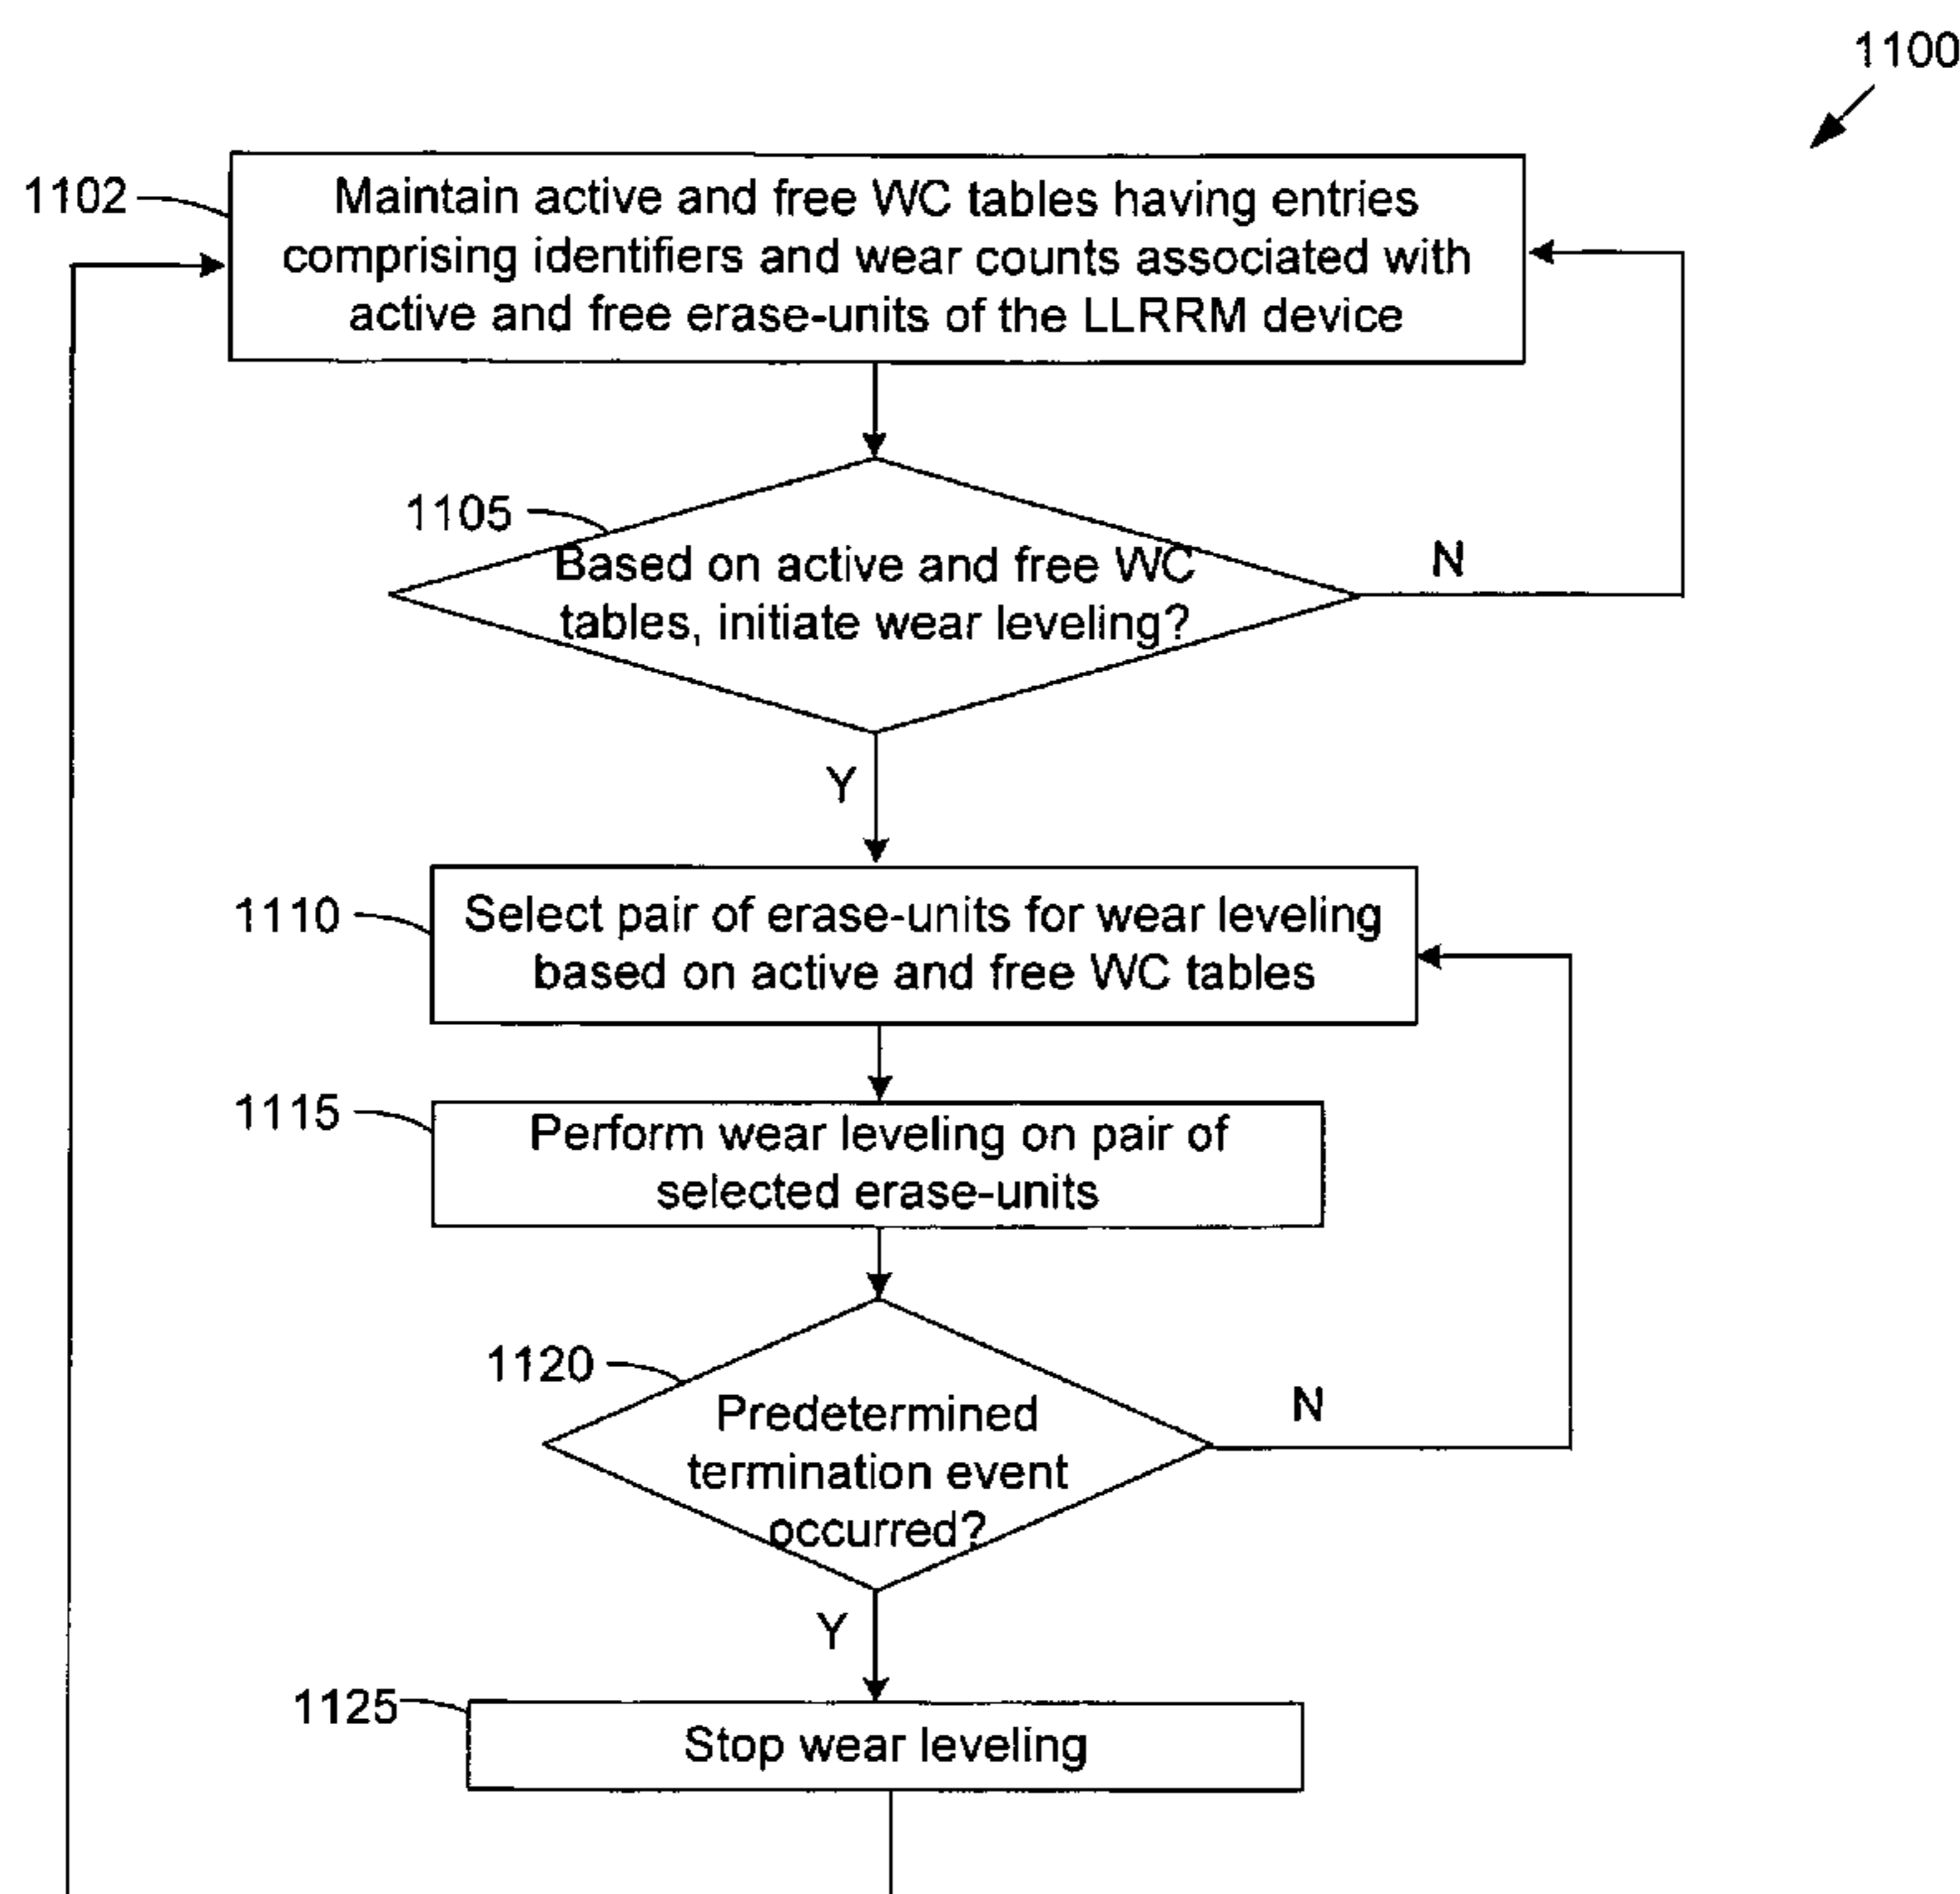 1100
1102
Maintain active and free WC tables having entries
comprising identifiers and wear counts associated with
active and free erase-units of the LLRRM device
1105
Based on active and free WC
tables, initiate wear leveling?
N
Y
1110
Select pair of erase-units for wear leveling
based on active and free WC tables
1115
Perform wear leveling on pair of
selected erase-units
1120
Predetermined
termination event
occurred?
N
Y
1125
Stop wear leveling